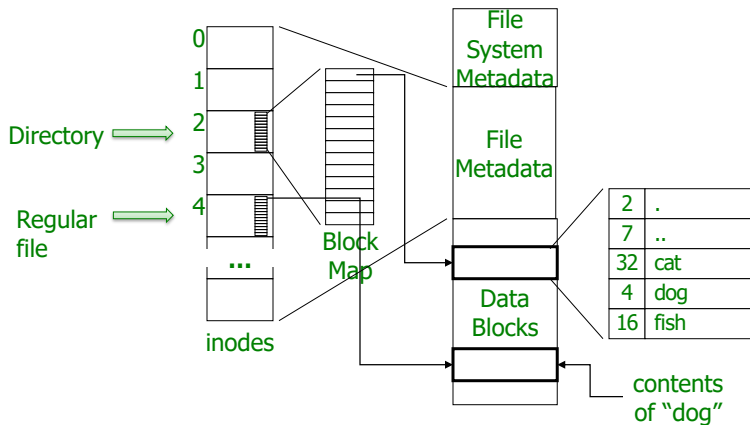 0
1
2
3
4
...
inodes
Directory
Regular
file
Block
Map
File
System
Metadata
File
Metadata
Data
Blocks
2 .
7 ..
32 cat
4 dog
16 fish
contents
of “dog”